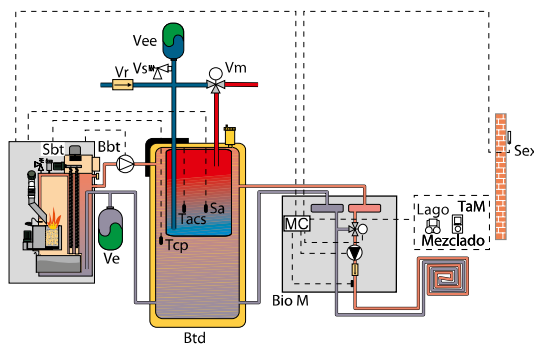 Vee
Vs
Vm
Vr
Sbt
Bbt
Sex
Tacs
Sa
Lago
TaM
MC
Mezclado
Tcp
Ve
Bio M
Btd